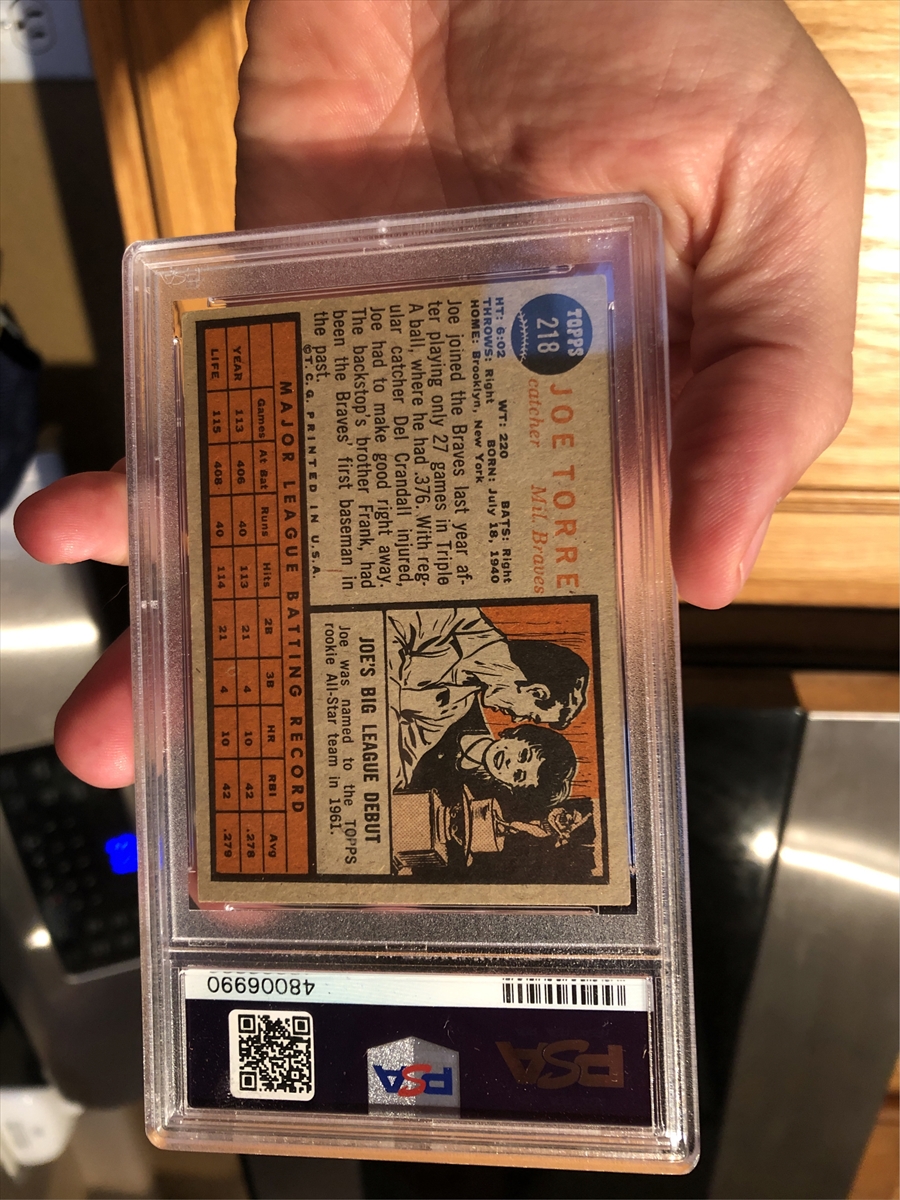 TOPPS
218
JOE TORRE
catcher Mil. Braves
HT: 6:02 WT: 220 BATS: Right
THROWS: Right BORN: July 18, 1940
HOME: Brooklyn, New York
Joe joined the Braves last year af-
ter playing only 27 games in Triple
A ball, where he had .376. With reg-
ular catcher Del Crandall injured,
Joe had to make good right away.
The backstop's brother Frank, had
been the Braves' first baseman in
the past.
©T. C. G. PRINTED IN U.S.A.
JOE'S BIG LEAGUE DEBUT
Joe was named to the TOPPS
rookie All-Star team in 1961.
MAJOR LEAGUE BATTING RECORD
Games At Bat Runs Hits 2B 3B HR RBI Avg
YEAR 113 406 40 113 21 4 10 42 .278
LIFE 115 408 40 114 21 4 10 42 .279
48006990
PSA
PSA